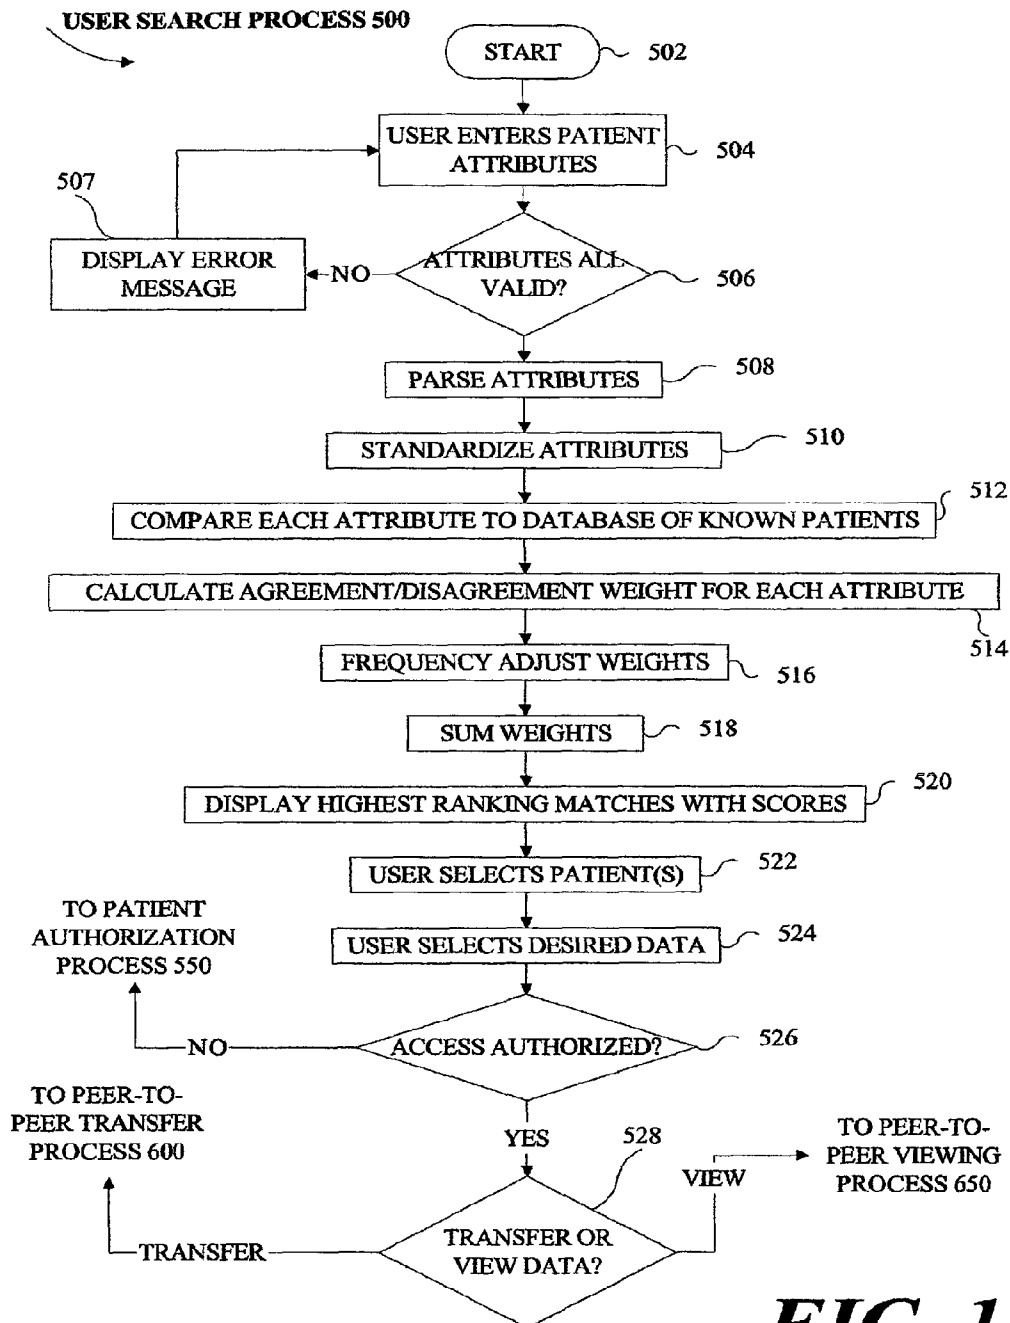 USER SEARCH PROCESS 500
START
502
USER ENTERS PATIENT
ATTRIBUTES
504
507
DISPLAY ERROR
MESSAGE
NO
ATTRIBUTES ALL
VALID?
506
PARSE ATTRIBUTES
508
STANDARDIZE ATTRIBUTES
510
512
COMPARE EACH ATTRIBUTE TO DATABASE OF KNOWN PATIENTS
CALCULATE AGREEMENT/DISAGREEMENT WEIGHT FOR EACH ATTRIBUTE
514
FREQUENCY ADJUST WEIGHTS
516
SUM WEIGHTS
518
DISPLAY HIGHEST RANKING MATCHES WITH SCORES
520
USER SELECTS PATIENT(S)
522
USER SELECTS DESIRED DATA
524
TO PATIENT
AUTHORIZATION
PROCESS 550
NO
ACCESS AUTHORIZED?
526
TO PEER-TO-
PEER TRANSFER
PROCESS 600
YES
528
VIEW
TO PEER-TO-
PEER VIEWING
PROCESS 650
TRANSFER
TRANSFER OR
VIEW DATA?
FIG. 1